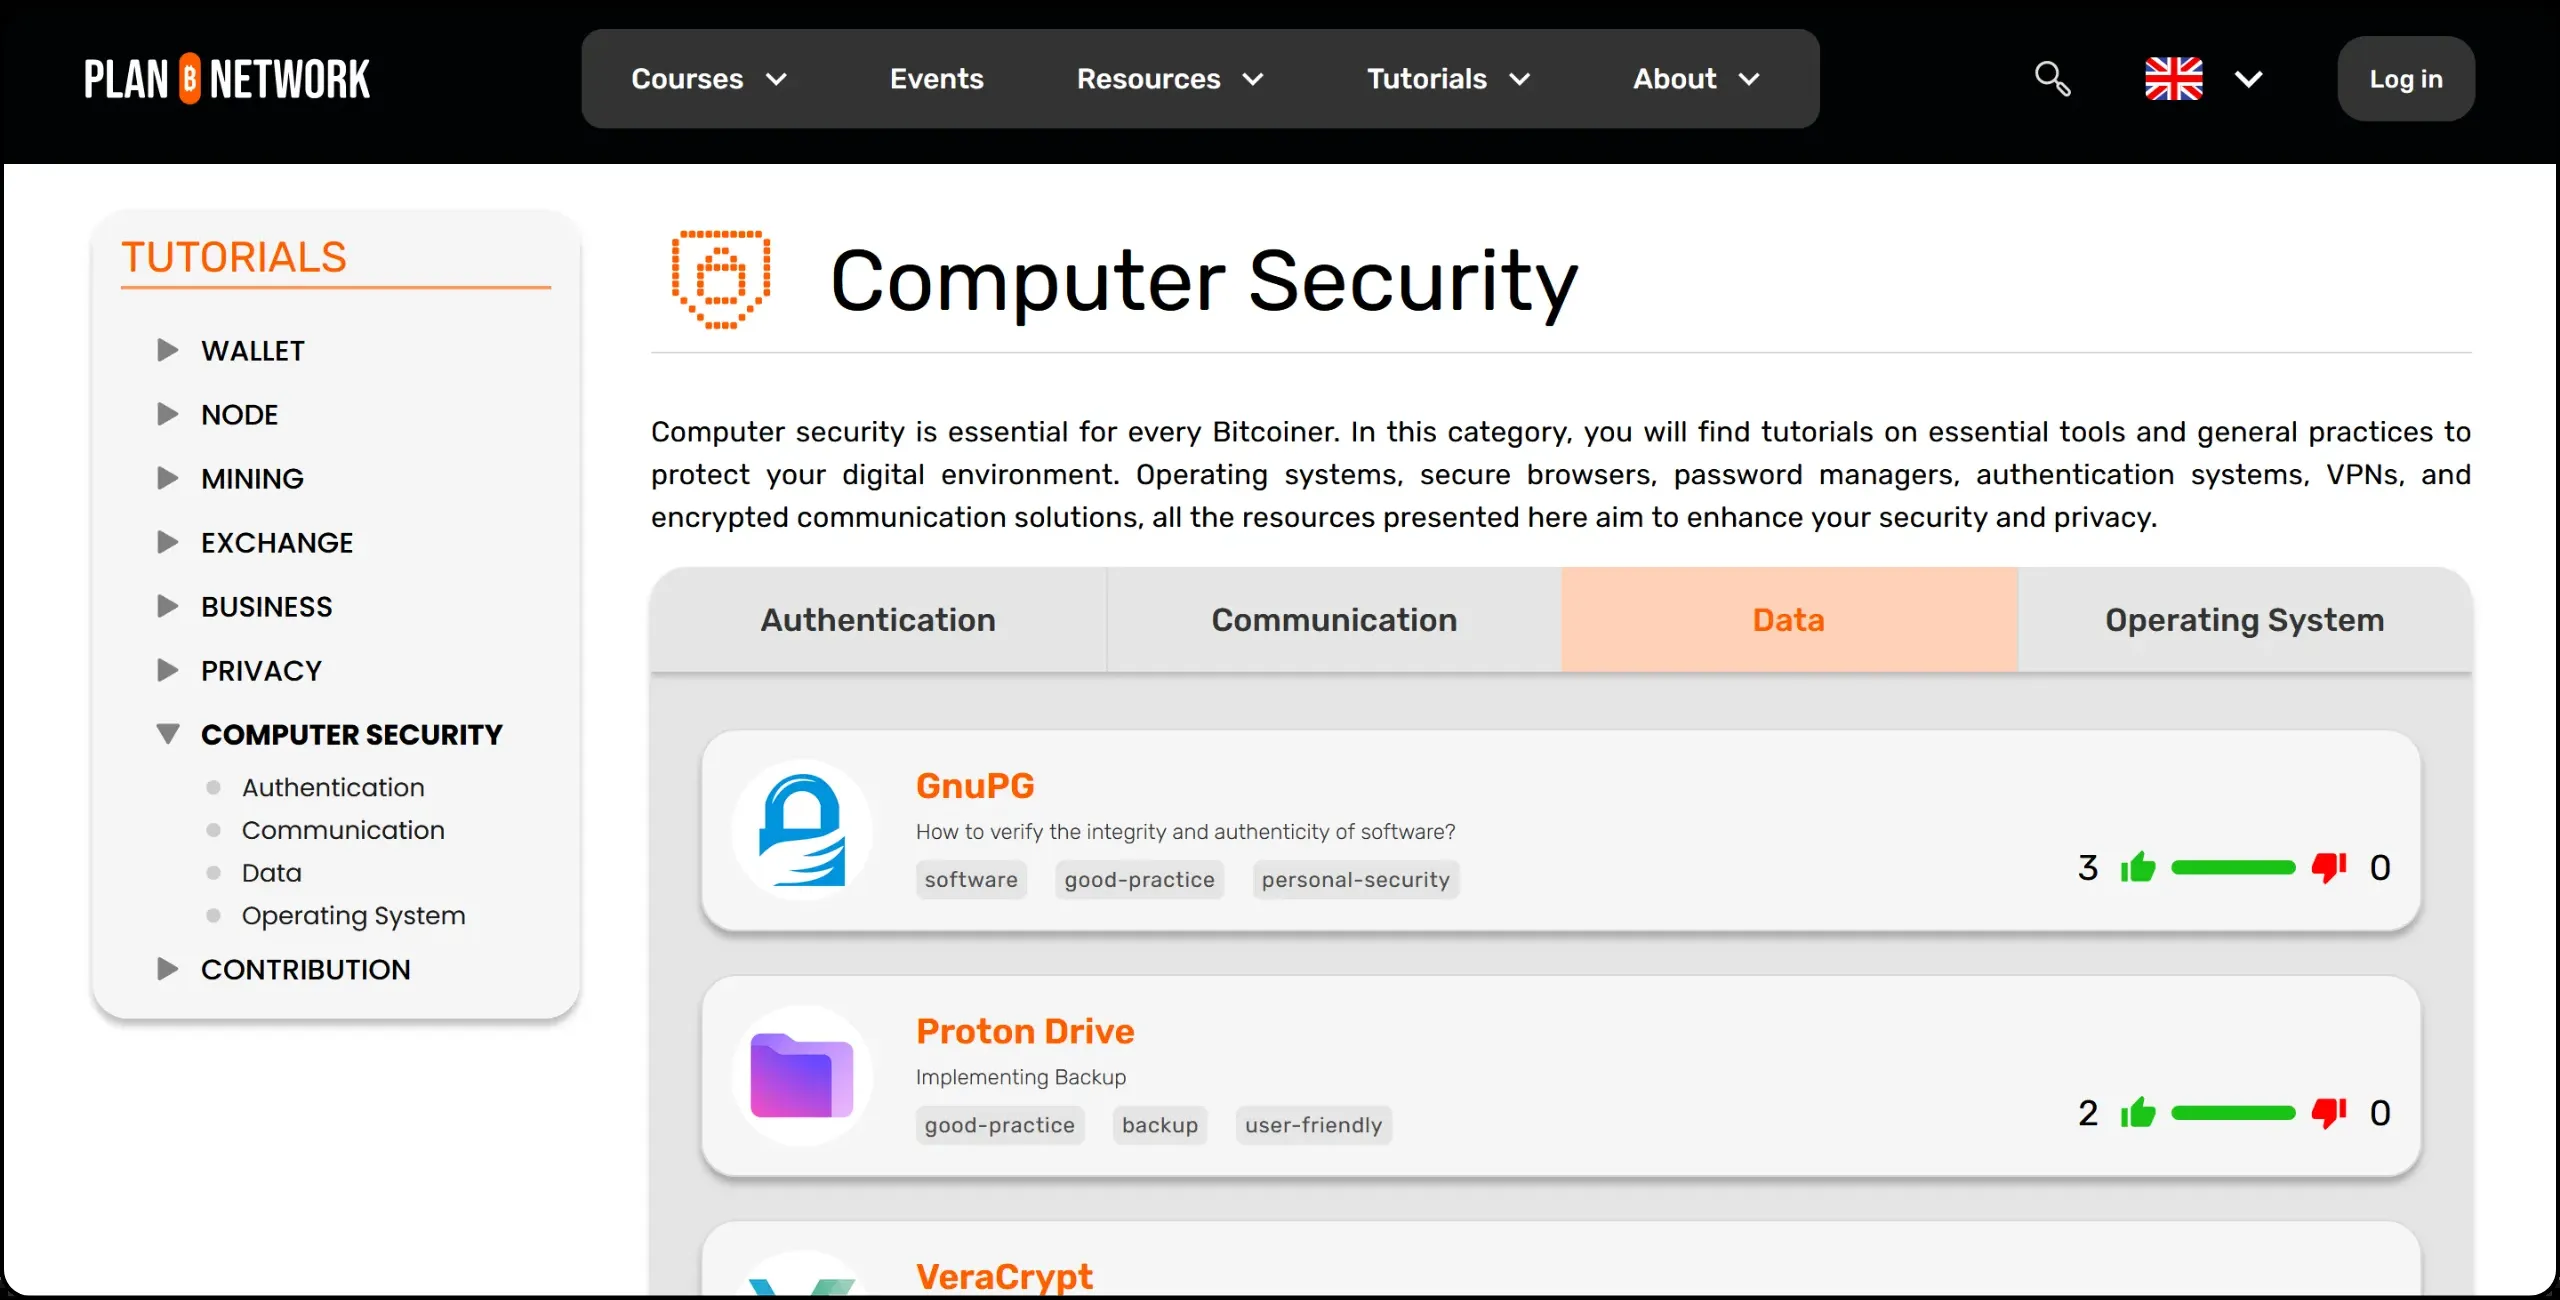 PLAN ₿ NETWORK
Courses
Events
Resources
Tutorials
About
Log in
TUTORIALS
WALLET
NODE
MINING
EXCHANGE
BUSINESS
PRIVACY
COMPUTER SECURITY
Authentication
Communication
Data
Operating System
CONTRIBUTION
Computer Security
Computer security is essential for every Bitcoiner. In this category, you will find tutorials on essential tools and general practices to
protect your digital environment. Operating systems, secure browsers, password managers, authentication systems, VPNs, and
encrypted communication solutions, all the resources presented here aim to enhance your security and privacy.
Authentication
Communication
Data
Operating System
GnuPG
How to verify the integrity and authenticity of software?
software
good-practice
personal-security
3
0
Proton Drive
Implementing Backup
good-practice
backup
user-friendly
2
0
VeraCrypt